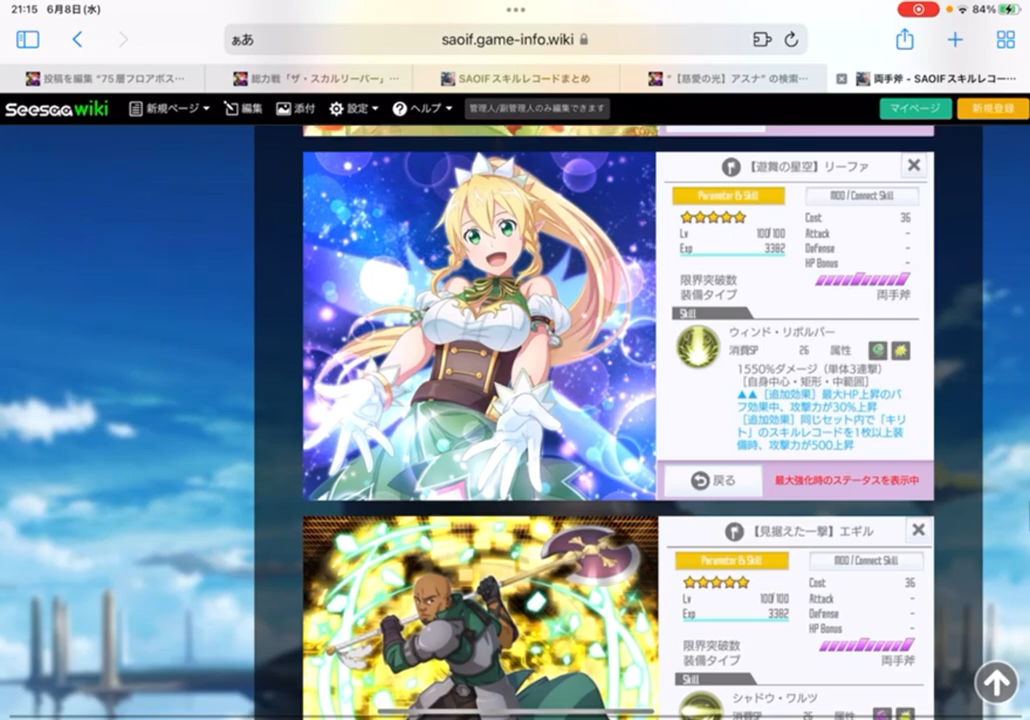 21:15 6月8日(水)
84%
ぁあ
saoif.game-info.wiki
投稿を編集 “75層フロアボス…
総力戦「ザ・スカルリーパー」…
SAOIFスキルレコードまとめ
“【慈愛の光】アスナ” の検索…
両手斧 - SAOIFスキルレコー…
Seesaa wiki
新規ページ
編集
添付
設定
ヘルプ
管理人/副管理人のみ編集できます
マイページ
新規登録
【遊舞の星空】リーファ
Parameter & Skill
MOD / Connect Skill
Cost 36
Lv 100/100
Attack -
Exp 3382
Defense -
HP Bonus -
限界突破数
装備タイプ 両手斧
Skill
ウィンド・リボルバー
消費SP 26 属性
1550%ダメージ（単体3連撃）
［自身中心・矩形・中範囲］
▲▲［追加効果］最大HP上昇のバ
フ効果中、攻撃力が30%上昇
［追加効果］同じセット内で「キリ
ト」のスキルレコードを1枚以上装
備時、攻撃力が500上昇
戻る
最大強化時のステータスを表示中
【見据えた一撃】エギル
Parameter & Skill
MOD / Connect Skill
Cost 36
Lv 100/100
Attack -
Exp 3382
Defense -
HP Bonus -
限界突破数
装備タイプ 両手斧
Skill
シャドウ・ワルツ
消費SP 26 属性